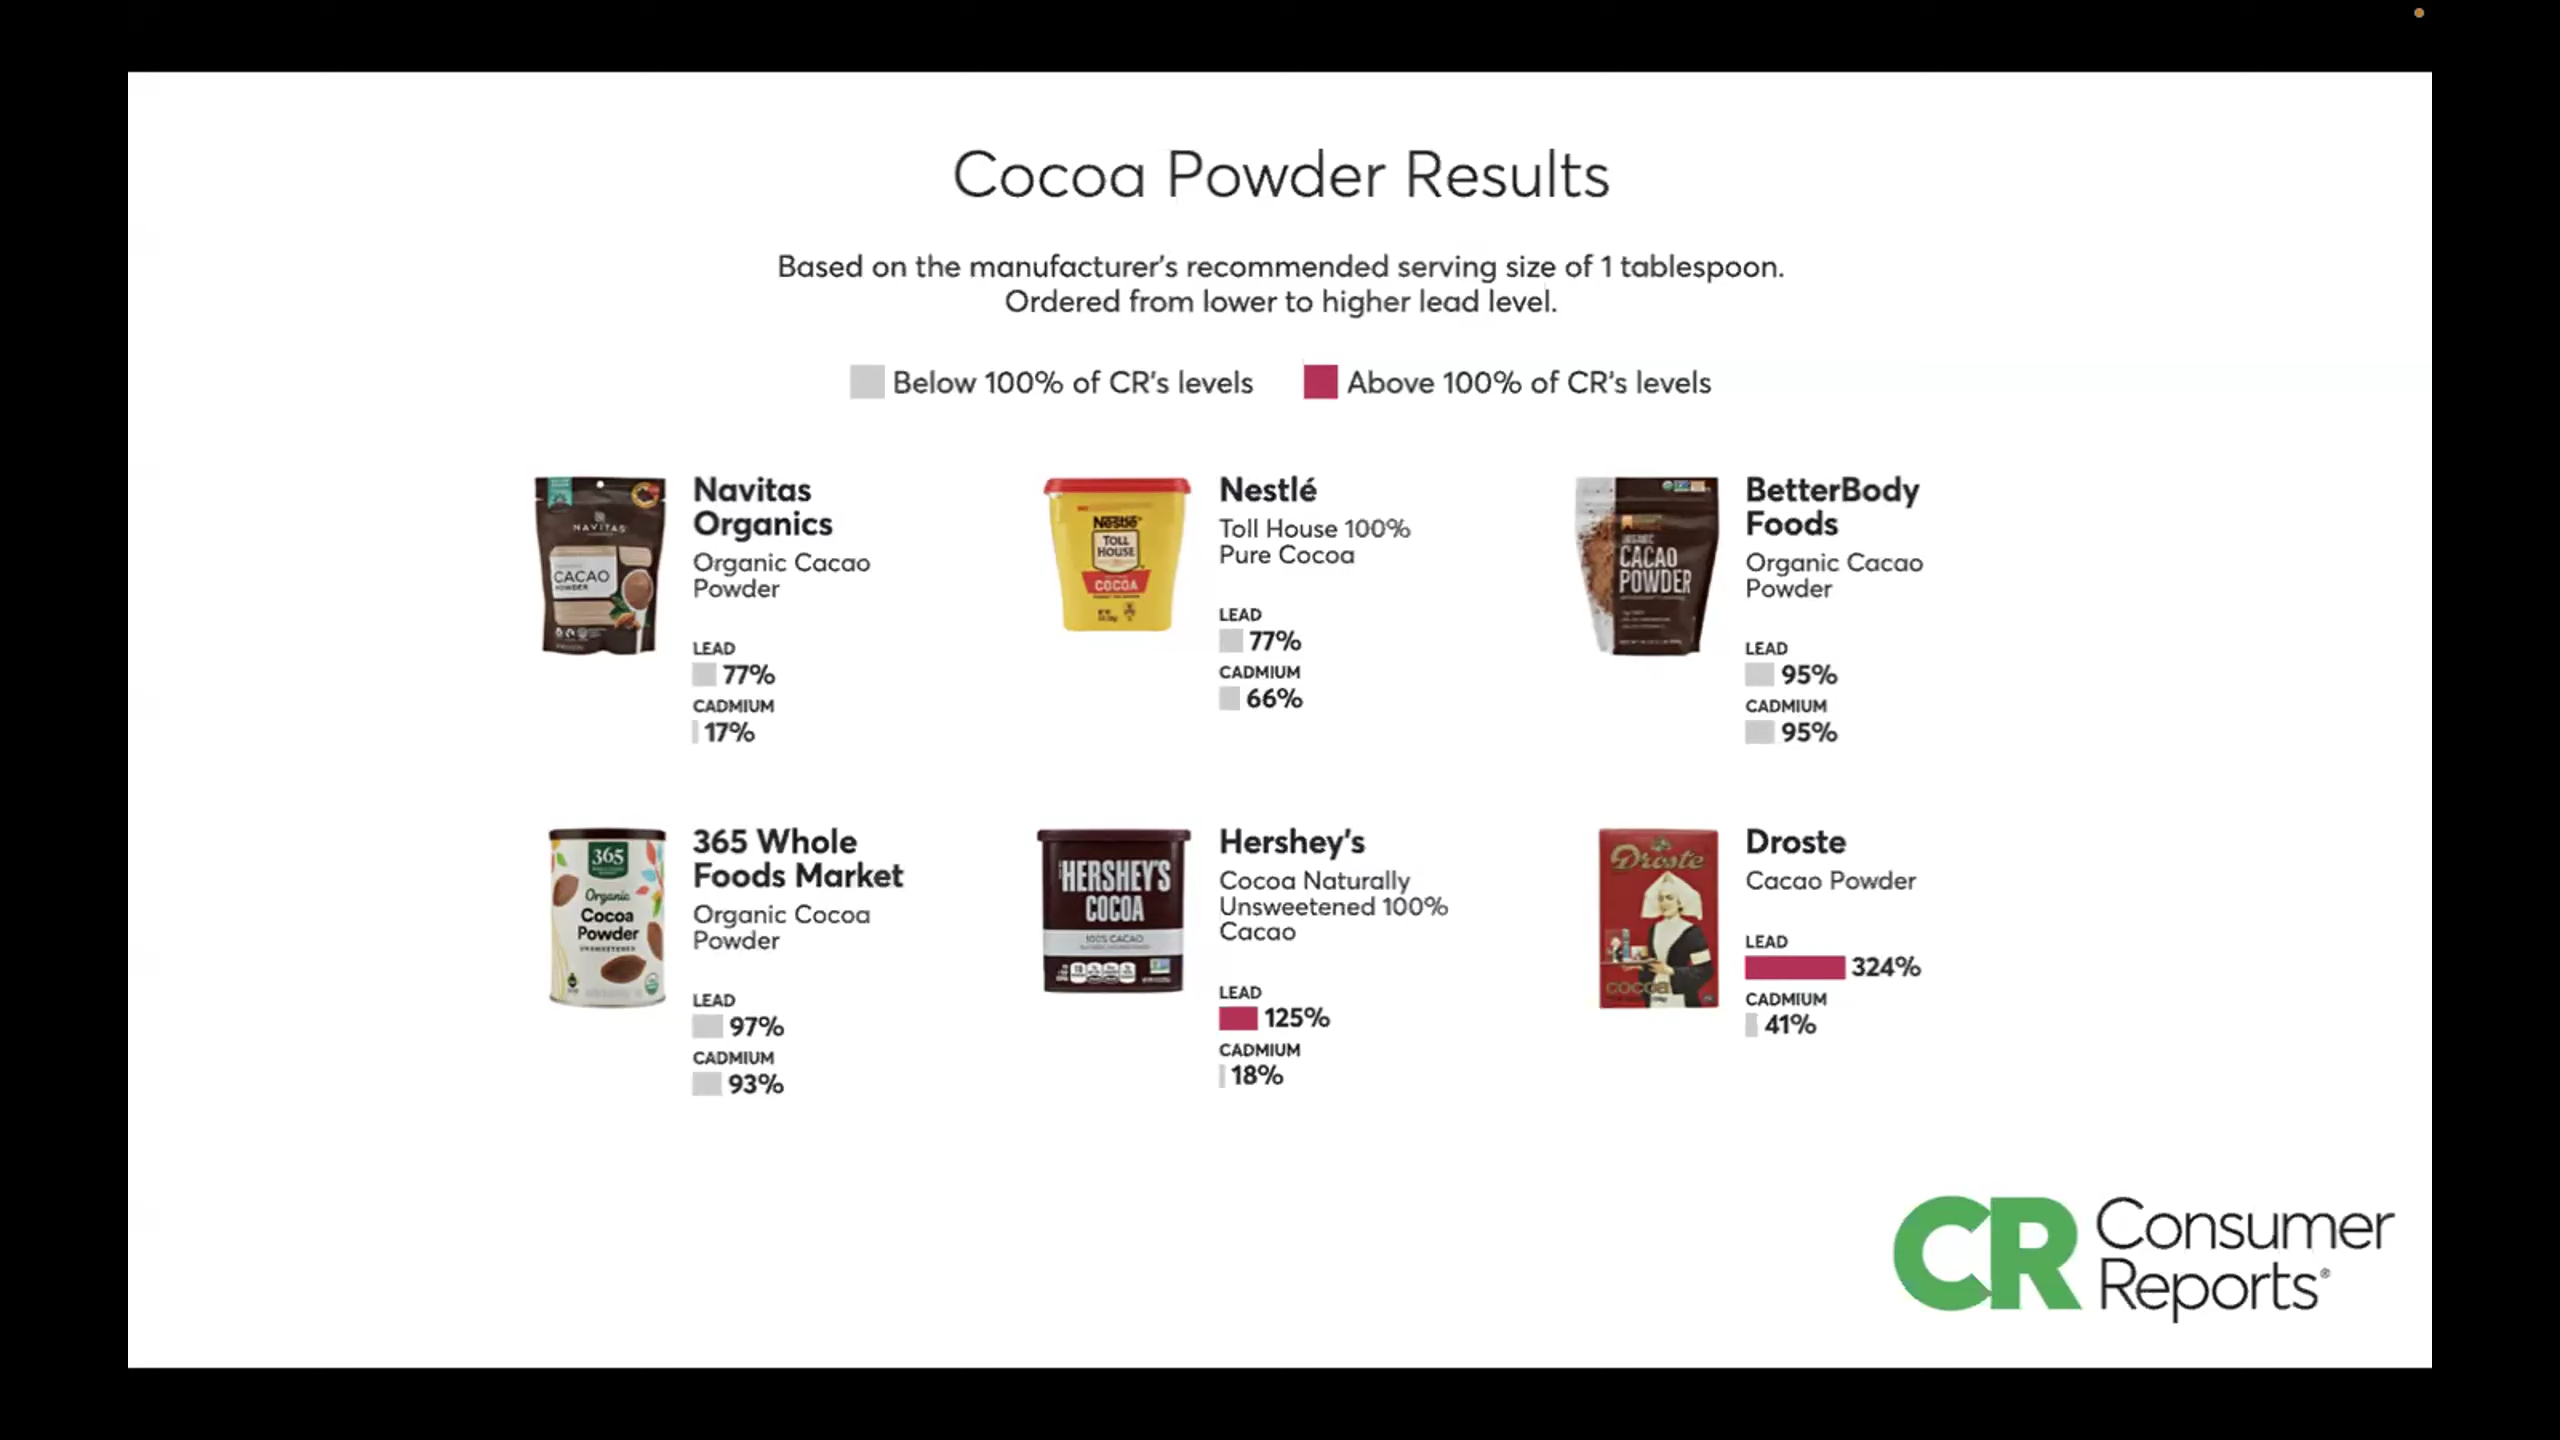 Cocoa Powder Results
Based on the manufacturer's recommended serving size of 1 tablespoon.
Ordered from lower to higher lead level.
Below 100% of CR's levels
Above 100% of CR's levels
NAVITAS
CACAO
POWDER
Navitas
Organics
Organic Cacao
Powder
LEAD
77%
CADMIUM
17%
Nestlé
TOLL
HOUSE
COCOA
Nestlé
Toll House 100%
Pure Cocoa
LEAD
77%
CADMIUM
66%
ORGANIC
CACAO
POWDER
BetterBody
Foods
Organic Cacao
Powder
LEAD
95%
CADMIUM
95%
365
Organic
Cocoa
Powder
UNSWEETENED
365 Whole
Foods Market
Organic Cocoa
Powder
LEAD
97%
CADMIUM
93%
HERSHEY'S
COCOA
100% CACAO
Hershey's
Cocoa Naturally
Unsweetened 100%
Cacao
LEAD
125%
CADMIUM
18%
Droste
COCOA
Droste
Cacao Powder
LEAD
324%
CADMIUM
41%
CR Consumer
Reports®